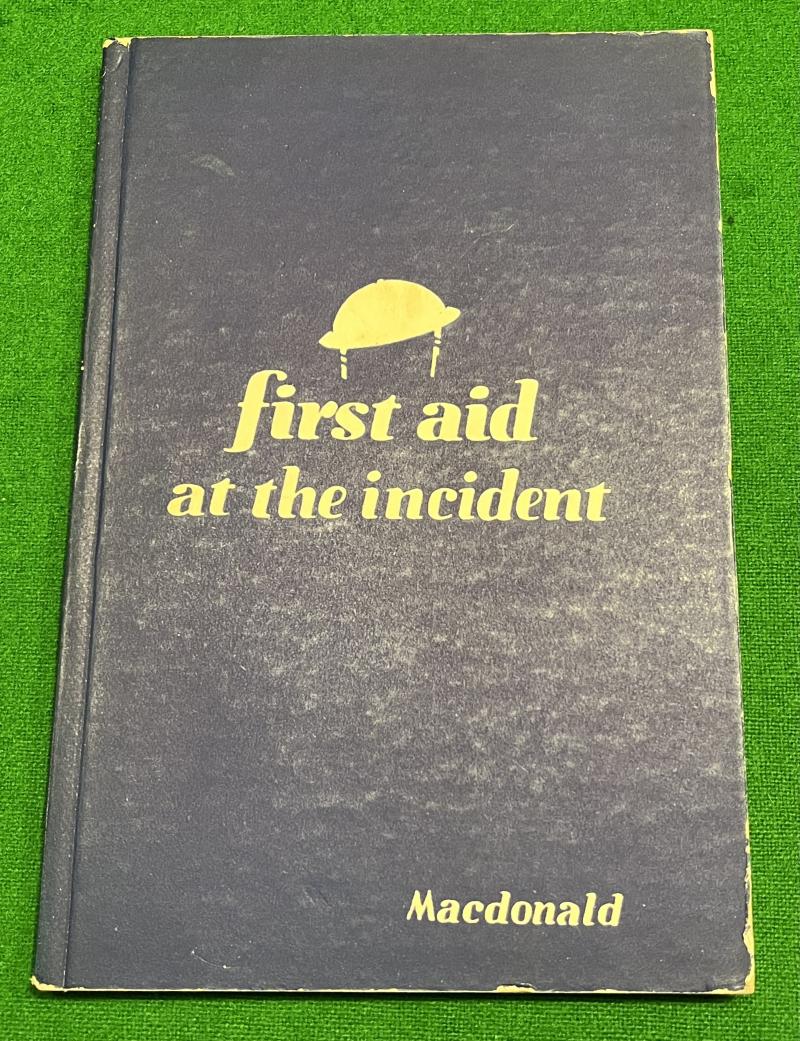 first aid
at the incident
Macdonald